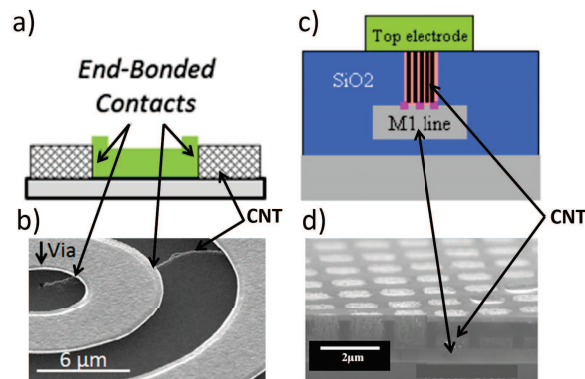 a)
End-Bonded
Contacts
CNT
b)
Via
6 µm
c)
Top electrode
SiO2
M1 line
CNT
d)
2µm